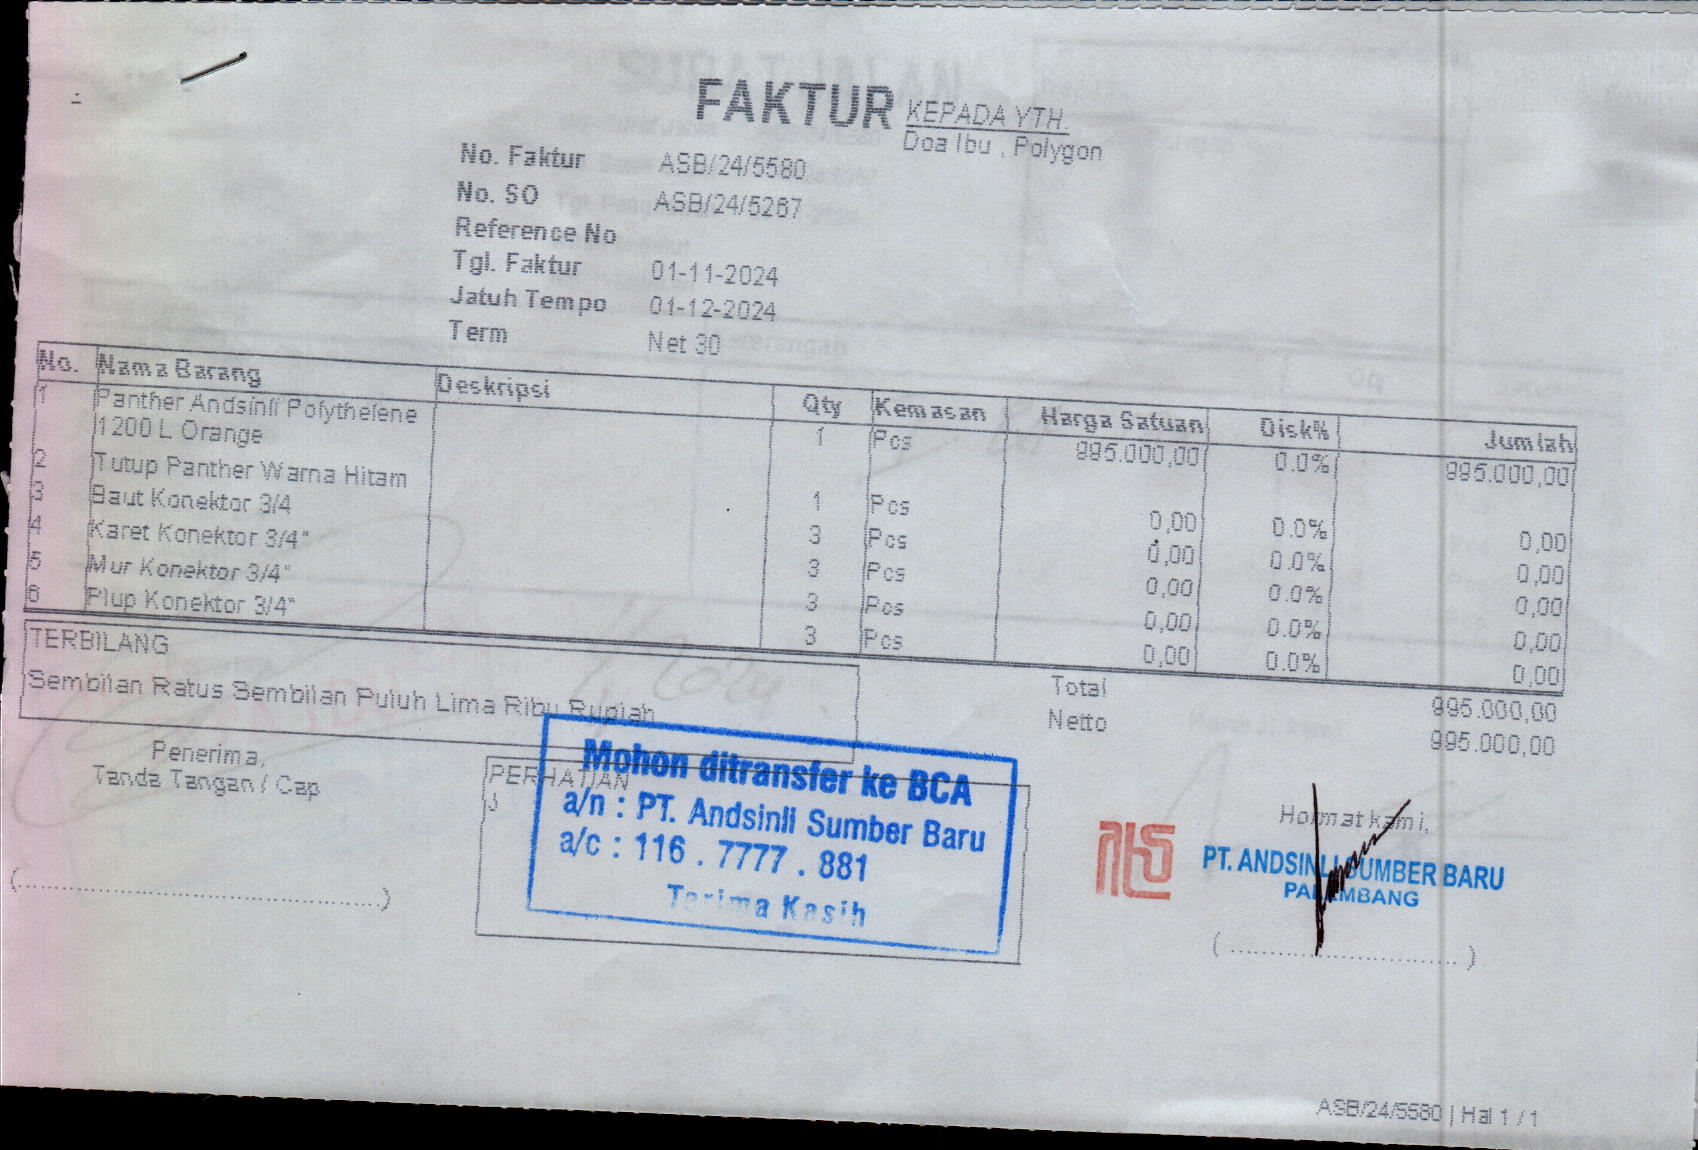 FAKTUR
KEPADA YTH.
Doa Ibu , Polygon
No. Faktur ASB/24/5580
No. SO ASB/24/5267
Reference No
Tgl. Faktur 01-11-2024
Jatuh Tempo 01-12-2024
Term Net 30
No. Nama Barang Deskripsi Qty Kemasan Harga Satuan Disk% Jumlah
1 Panther Andsinli Polythelene 1 Pcs 995.000,00 0.0% 995.000,00
1200 L Orange
2 Tutup Panther Warna Hitam 1 Pcs 0,00 0.0% 0,00
3 Baut Konektor 3/4 3 Pcs 0,00 0.0% 0,00
4 Karet Konektor 3/4" 3 Pcs 0,00 0.0% 0,00
5 Mur Konektor 3/4" 3 Pcs 0,00 0.0% 0,00
6 Plup Konektor 3/4" 3 Pcs 0,00 0.0% 0,00
TERBILANG
Sembilan Ratus Sembilan Puluh Lima Ribu Rupiah
Total 995.000,00
Netto 995.000,00
Penerima,
Tanda Tangan / Cap
(....................................)
PERHATIAN
Mohon ditransfer ke BCA
a/n : PT. Andsinli Sumber Baru
a/c : 116 . 7777 . 881
Terima Kasih
Hormat kami,
PT. ANDSINLI SUMBER BARU
PALEMBANG
( .............................. )
ASB/24/5580 | Hal 1 / 1